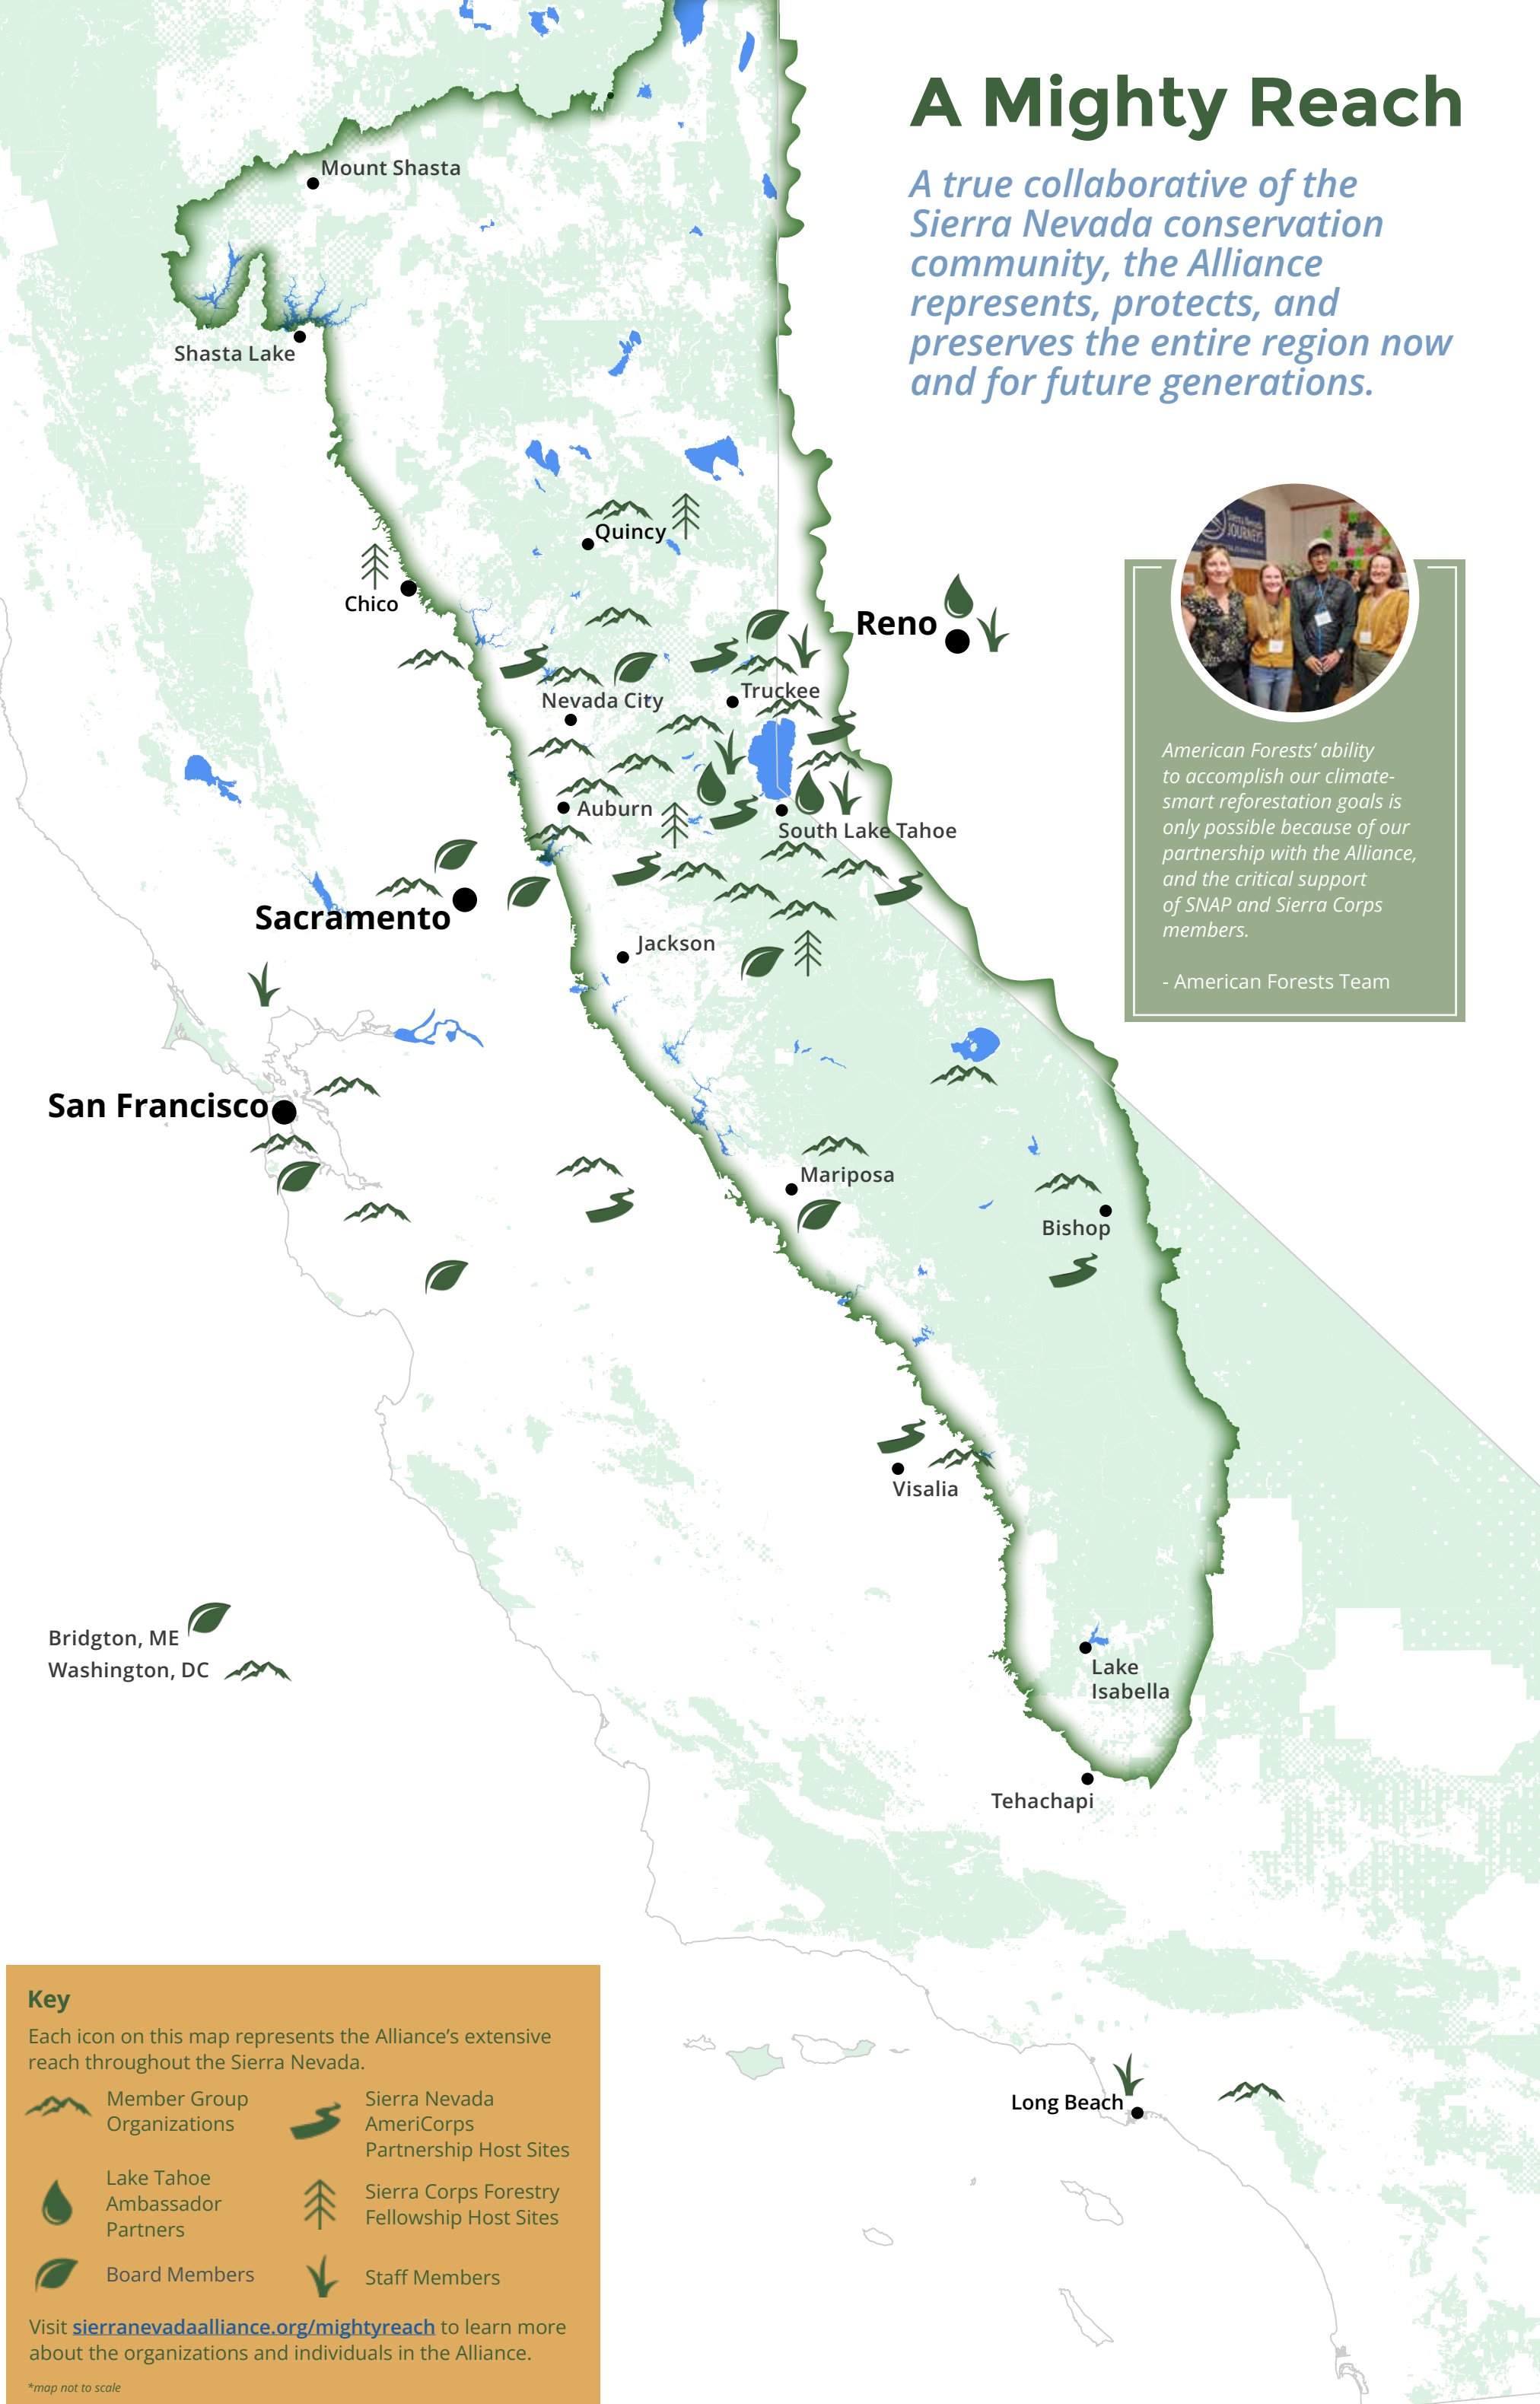 A Mighty Reach
A true collaborative of the
Sierra Nevada conservation
community, the Alliance
represents, protects, and
preserves the entire region now
and for future generations.
Mount Shasta
Shasta Lake
Quincy
Chico
Reno
Nevada City
Truckee
Auburn
South Lake Tahoe
Sacramento
Jackson
San Francisco
Mariposa
Bishop
Visalia
Lake
Isabella
Tehachapi
Long Beach
JOURNEYS
American Forests’ ability
to accomplish our climate-
smart reforestation goals is
only possible because of our
partnership with the Alliance,
and the critical support
of SNAP and Sierra Corps
members.
- American Forests Team
Bridgton, ME
Washington, DC
Key
Each icon on this map represents the Alliance’s extensive
reach throughout the Sierra Nevada.
Member Group
Organizations
Sierra Nevada
AmeriCorps
Partnership Host Sites
Lake Tahoe
Ambassador
Partners
Sierra Corps Forestry
Fellowship Host Sites
Board Members
Staff Members
Visit sierranevadaalliance.org/mightyreach to learn more
about the organizations and individuals in the Alliance.
*map not to scale